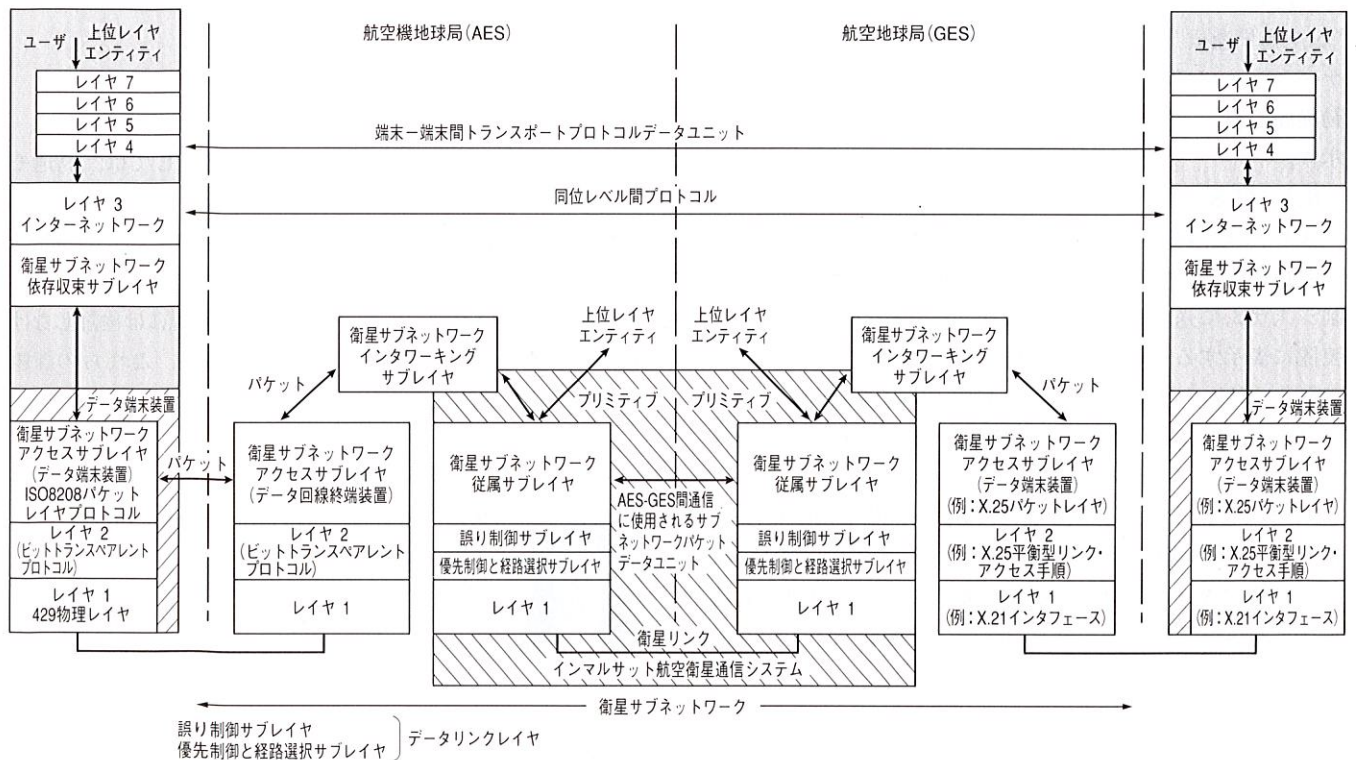 航空機地球局(AES)
航空地球局(GES)
ユーザ
上位レイヤ
エンティティ
レイヤ 7
レイヤ 6
レイヤ 5
レイヤ 4
レイヤ 3
インターネットワーク
衛星サブネットワーク
依存収束サブレイヤ
データ端末装置
衛星サブネットワーク
アクセスサブレイヤ
(データ端末装置)
ISO8208パケット
レイヤプロトコル
レイヤ 2
(ビットトランスペアレント
プロトコル)
レイヤ 1
429物理レイヤ
端末－端末間トランスポートプロトコルデータユニット
同位レベル間プロトコル
パケット
衛星サブネットワーク
アクセスサブレイヤ
(データ回線終端装置)
レイヤ 2
(ビットトランスペアレント
プロトコル)
レイヤ 1
パケット
衛星サブネットワーク
インタワーキング
サブレイヤ
上位レイヤ
エンティティ
プリミティブ
衛星サブネットワーク
従属サブレイヤ
誤り制御サブレイヤ
優先制御と経路選択サブレイヤ
レイヤ 1
AES-GES間通信
に使用されるサブ
ネットワークパケット
データユニット
衛星リンク
インマルサット航空衛星通信システム
上位レイヤ
エンティティ
プリミティブ
衛星サブネットワーク
インタワーキング
サブレイヤ
衛星サブネットワーク
従属サブレイヤ
誤り制御サブレイヤ
優先制御と経路選択サブレイヤ
レイヤ 1
パケット
衛星サブネットワーク
アクセスサブレイヤ
(データ端末装置)
(例：X.25パケットレイヤ)
レイヤ 2
(例：X.25平衡型リンク・
アクセス手順)
レイヤ 1
(例：X.21インタフェース)
ユーザ
上位レイヤ
エンティティ
レイヤ 7
レイヤ 6
レイヤ 5
レイヤ 4
レイヤ 3
インターネットワーク
衛星サブネットワーク
依存収束サブレイヤ
データ端末装置
衛星サブネットワーク
アクセスサブレイヤ
(データ端末装置)
(例：X.25パケットレイヤ)
レイヤ 2
(例：X.25平衡型リンク・
アクセス手順)
レイヤ 1
(例：X.21インタフェース)
衛星サブネットワーク
誤り制御サブレイヤ
優先制御と経路選択サブレイヤ
データリンクレイヤ